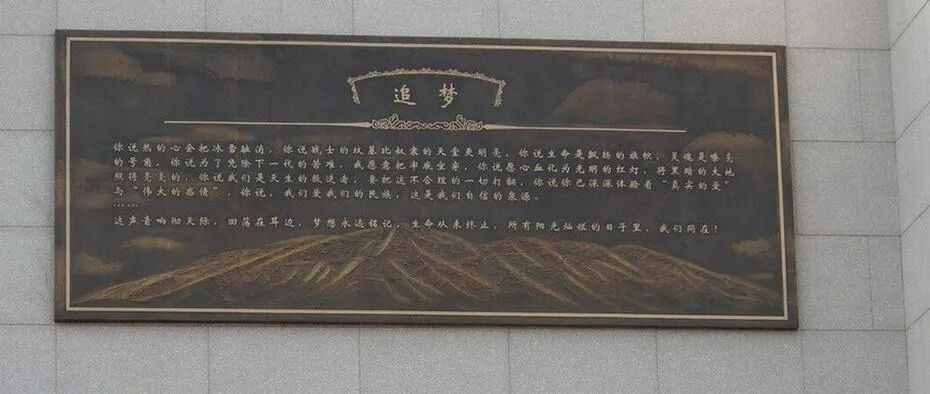 追梦
你说热的心会把冰雪融消，你说战士的坟墓比奴隶的天堂更明亮，你说生命是飘扬的旗帜，灵魂是嘹亮
的号角，你说为了免除下一代的苦难，我愿意把牢底坐穿，你说愿心血化为光明的红灯，将黑暗的大地
照得亮亮的，你说我们是天生的叛逆者，要把这不合理的一切打翻，你说你已深深体验着“真实的爱”
与“伟大的感情”，你说，我们爱我们的民族，这是我们自信的泉源。
……
这声音响彻天际，回荡在耳边，梦想永远铭记，生命从未终止，所有阳光灿烂的日子里，我们同在！